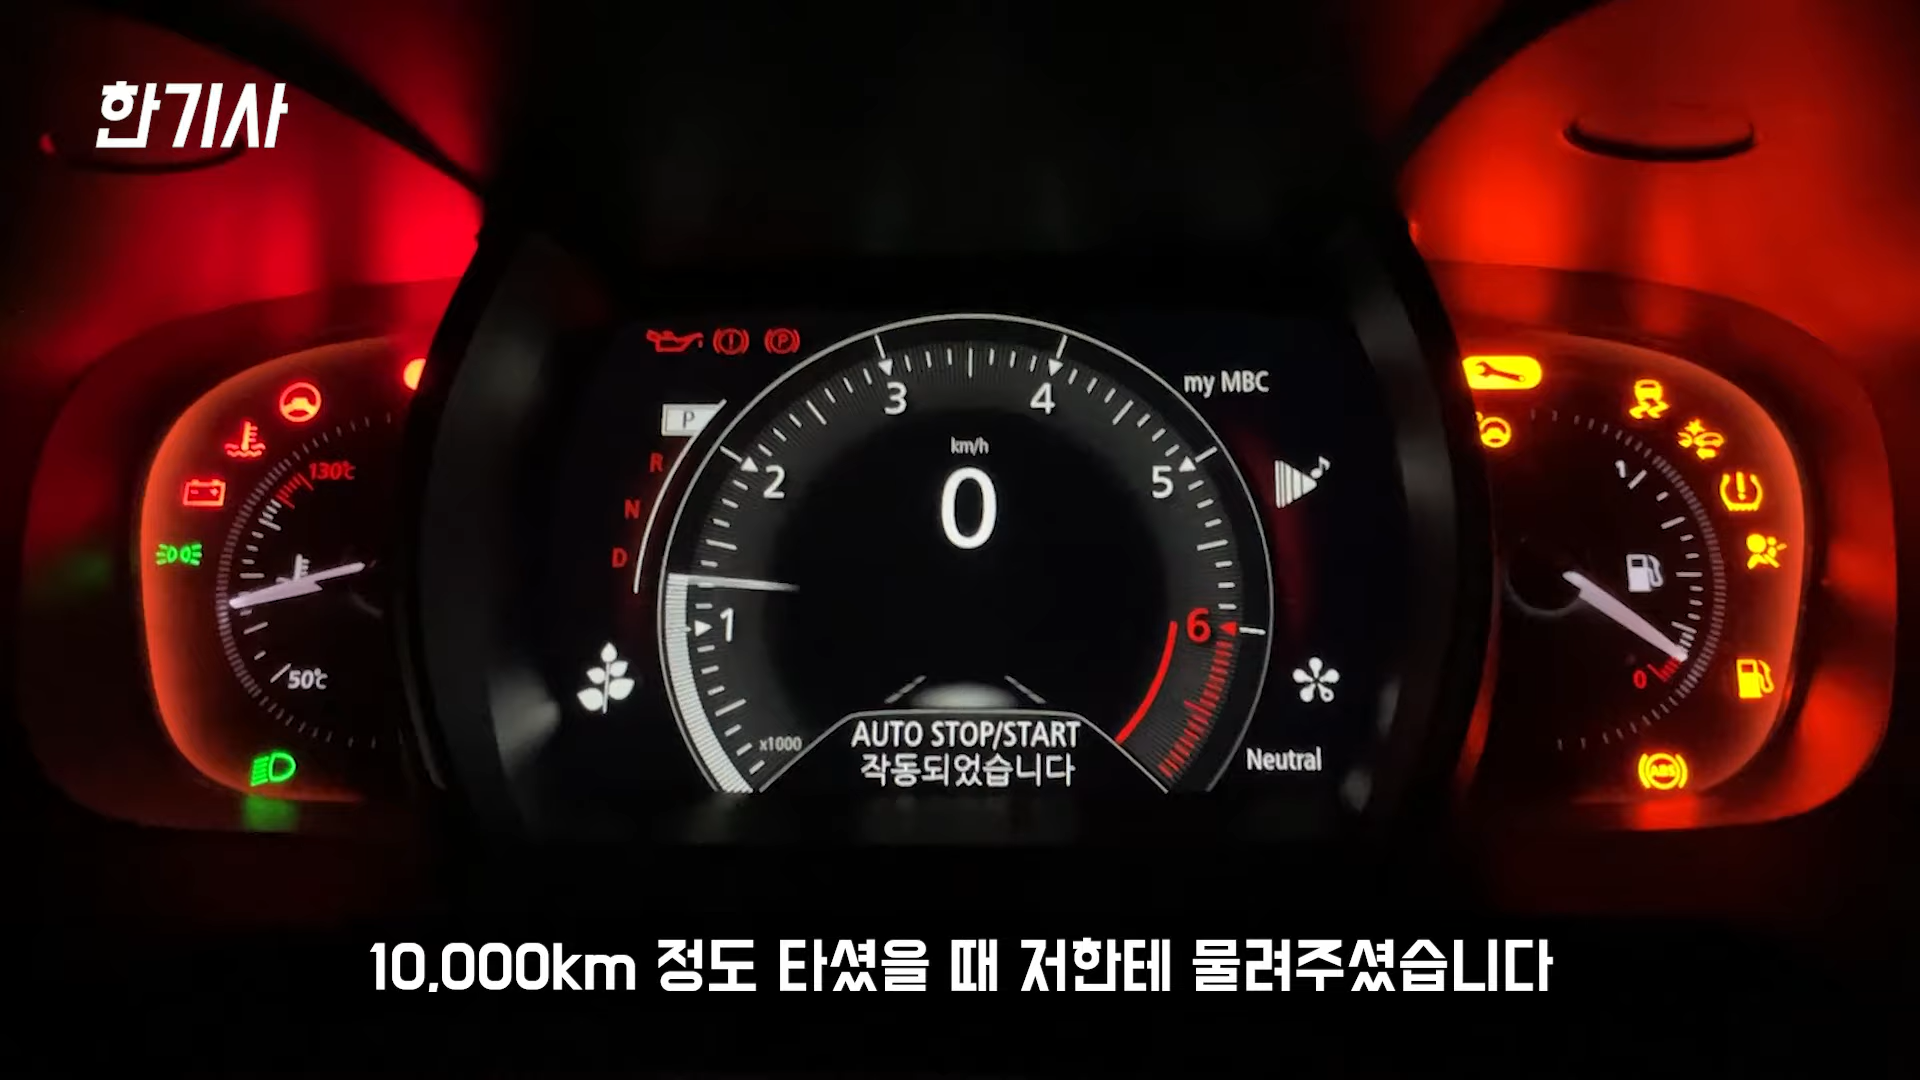 한기사
P
R
N
D
130℃
50℃
1
2
3
4
5
6
x1000
km/h
0
my MBC
Neutral
AUTO STOP/START
작동되었습니다
1
0
ABS
10,000km 정도 타셨을 때 저한테 물려주셨습니다